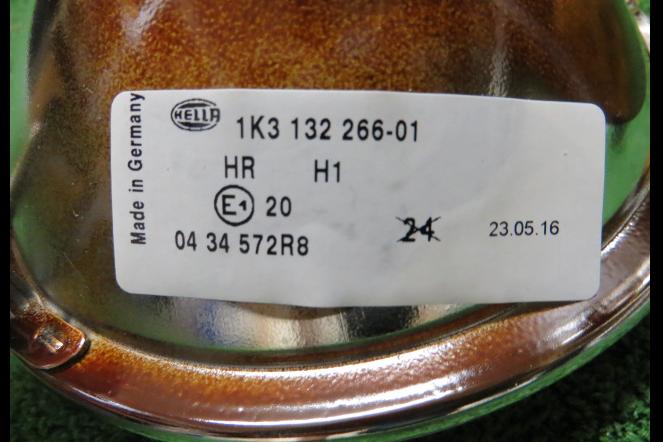 Made in Germany
HELLA
1K3 132 266-01
HR H1
E1 20
04 34 572R8
24
23.05.16